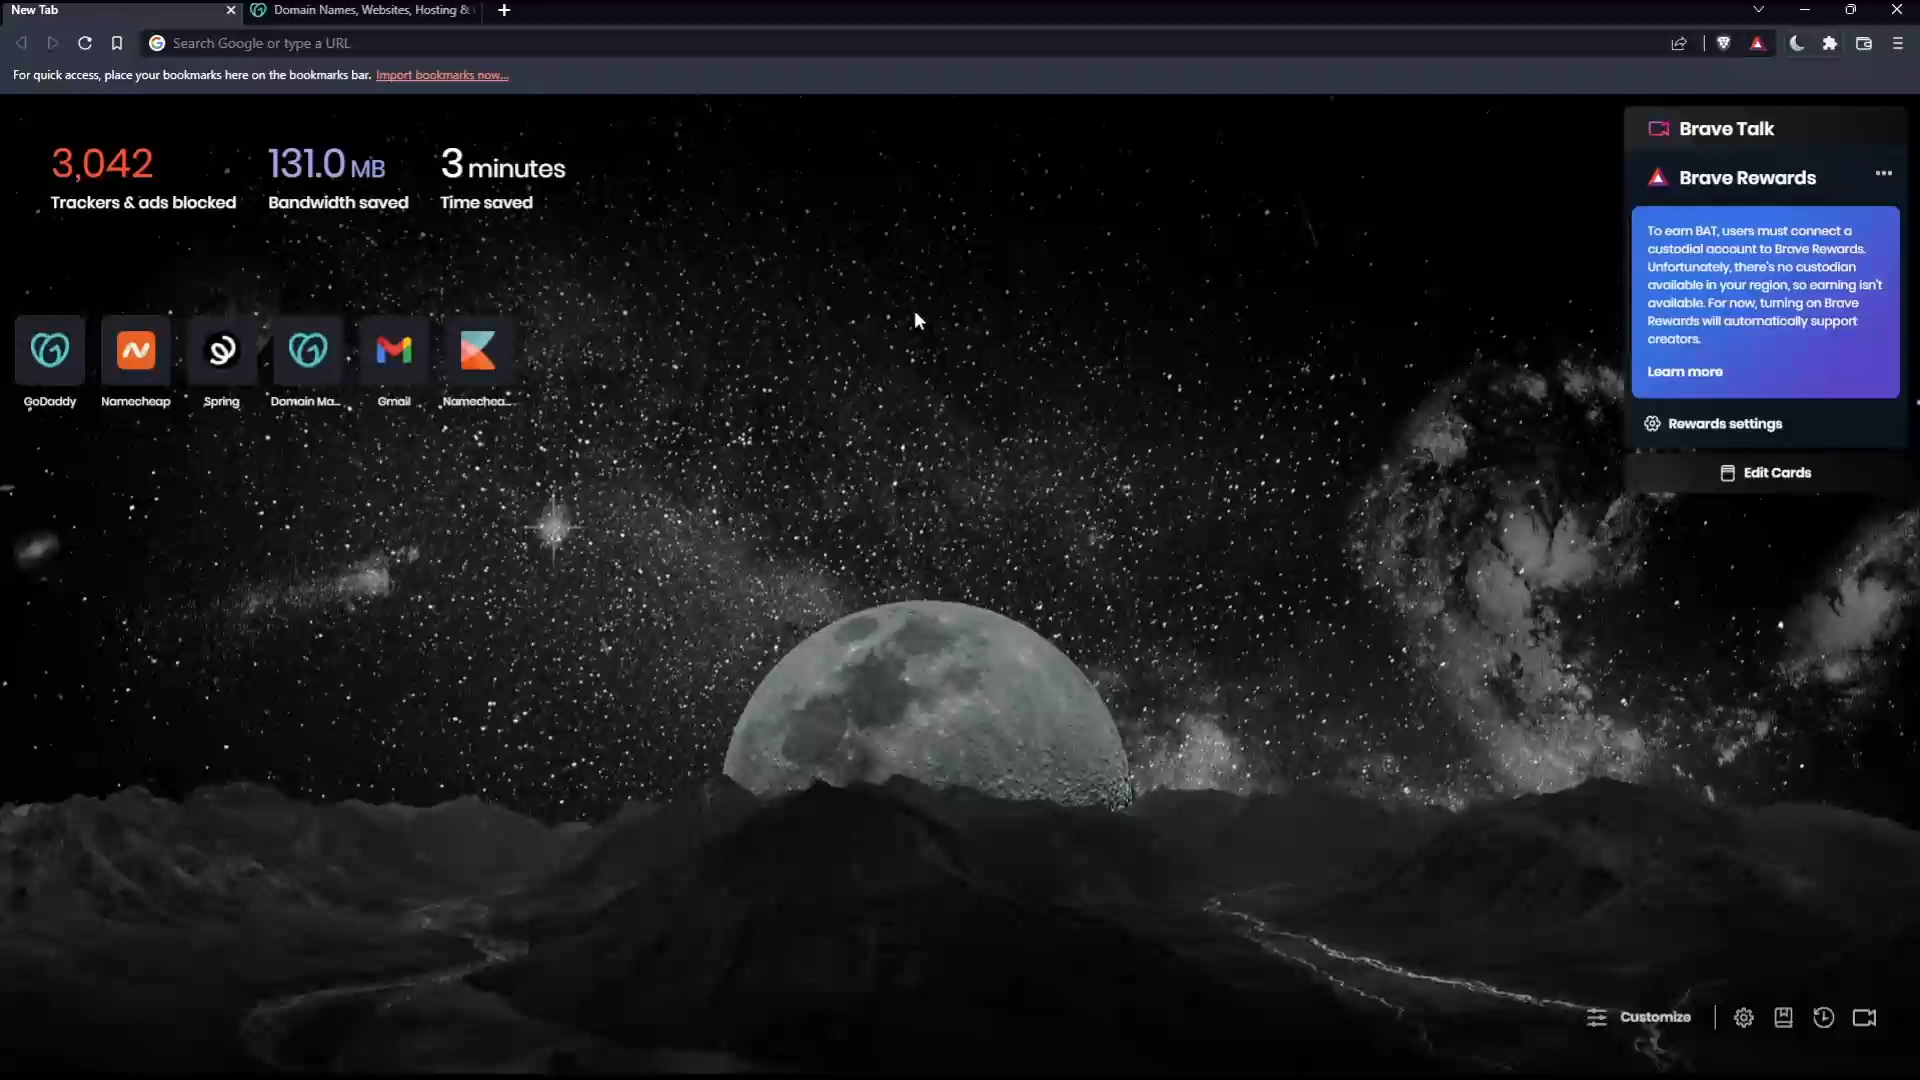 New Tab
Domain Names, Websites, Hosting &
Search Google or type a URL
For quick access, place your bookmarks here on the bookmarks bar. Import bookmarks now...
3,042
Trackers & ads blocked
131.0 MB
Bandwidth saved
3 minutes
Time saved
Brave Talk
Brave Rewards
To earn BAT, users must connect a
custodial account to Brave Rewards.
Unfortunately, there's no custodian
available in your region, so earning isn't
available. For now, turning on Brave
Rewards will automatically support
creators.
Learn more
Rewards settings
Edit Cards
GoDaddy
Namecheap
Spring
Domain Ma...
Gmail
Namechea...
Customize